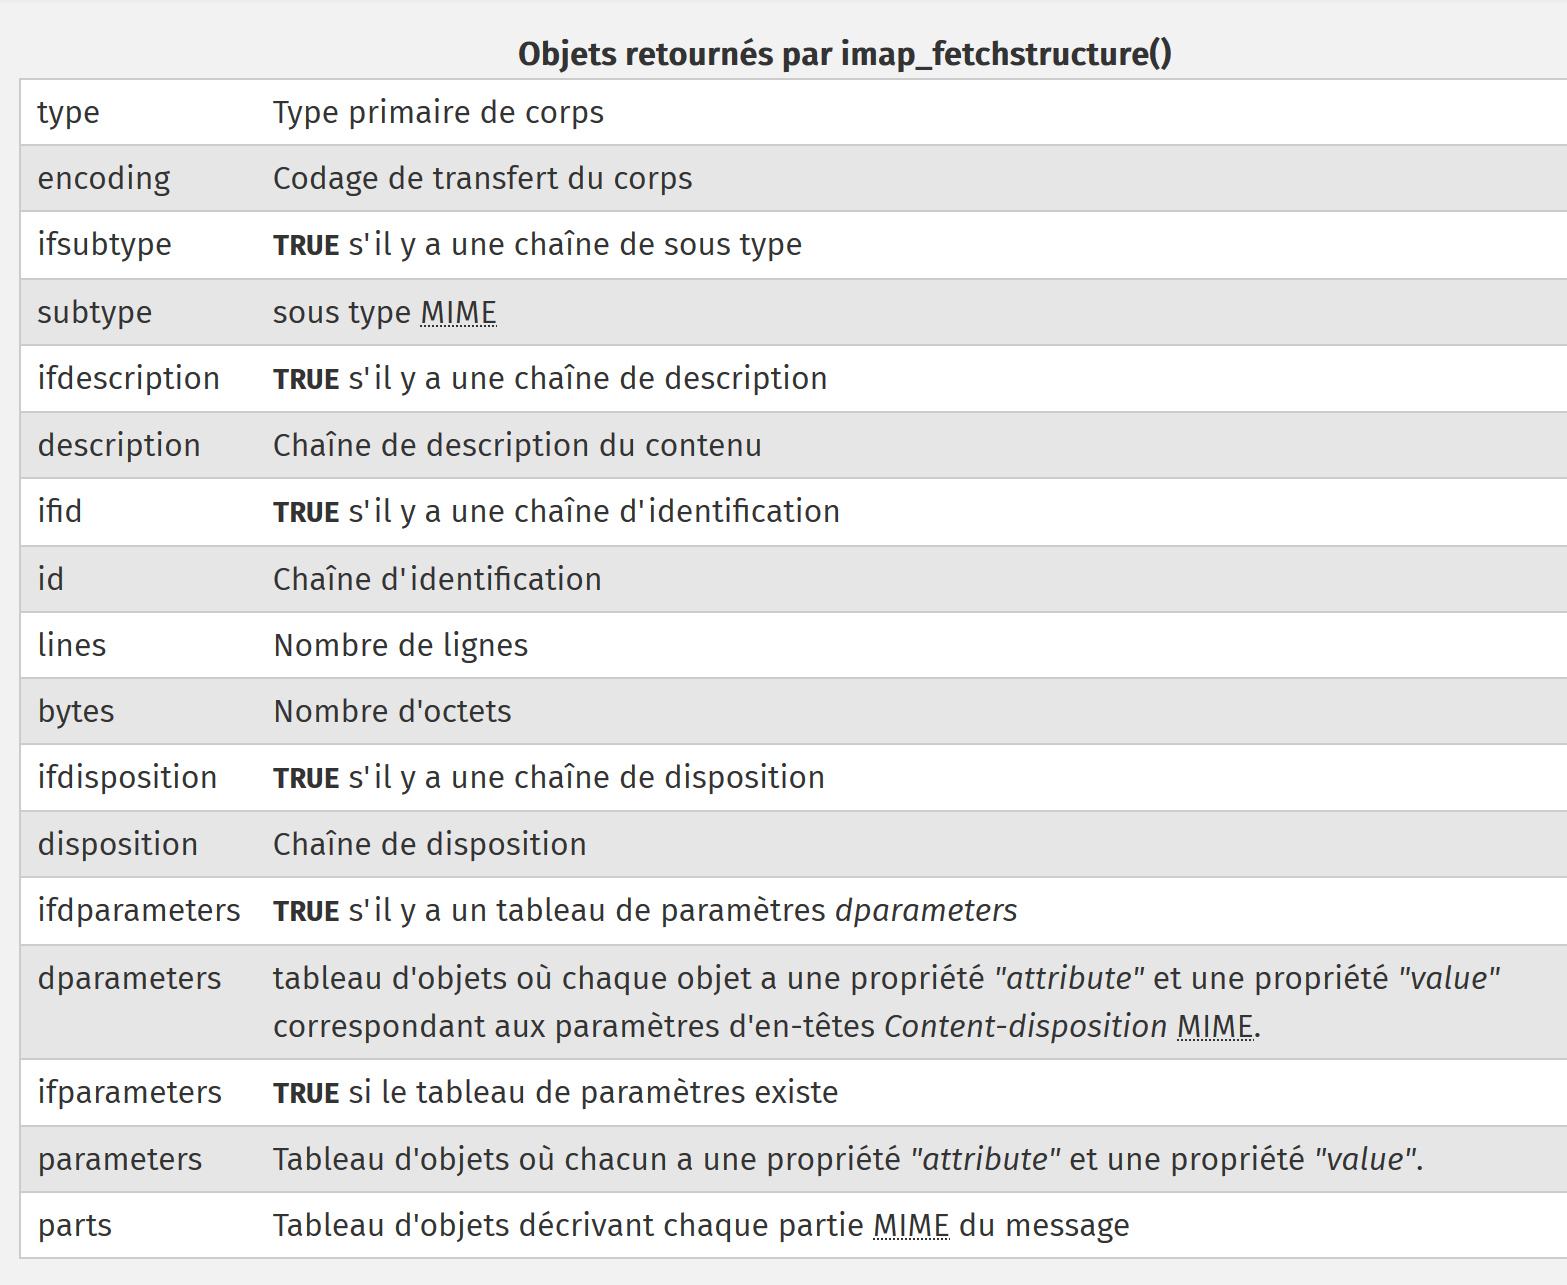 Objets retournés par imap_fetchstructure()
type Type primaire de corps
encoding Codage de transfert du corps
ifsubtype TRUE s'il y a une chaîne de sous type
subtype sous type MIME
ifdescription TRUE s'il y a une chaîne de description
description Chaîne de description du contenu
ifid TRUE s'il y a une chaîne d'identification
id Chaîne d'identification
lines Nombre de lignes
bytes Nombre d'octets
ifdisposition TRUE s'il y a une chaîne de disposition
disposition Chaîne de disposition
ifdparameters TRUE s'il y a un tableau de paramètres dparameters
dparameters tableau d'objets où chaque objet a une propriété "attribute" et une propriété "value"
correspondant aux paramètres d'en-têtes Content-disposition MIME.
ifparameters TRUE si le tableau de paramètres existe
parameters Tableau d'objets où chacun a une propriété "attribute" et une propriété "value".
parts Tableau d'objets décrivant chaque partie MIME du message